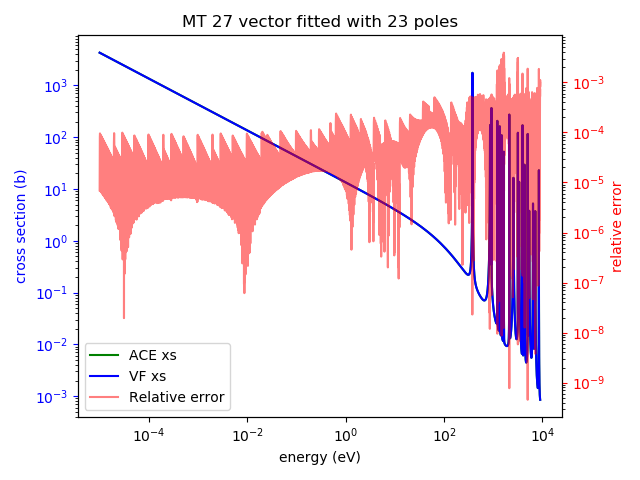 MT 27 vector fitted with 23 poles
cross section (b)
10³
10²
10¹
10⁰
10⁻¹
10⁻²
10⁻³
10⁻³
10⁻⁴
10⁻⁵
10⁻⁶
10⁻⁷
10⁻⁸
10⁻⁹
relative error
ACE xs
VF xs
Relative error
10⁻⁴ 10⁻² 10⁰ 10² 10⁴
energy (eV)